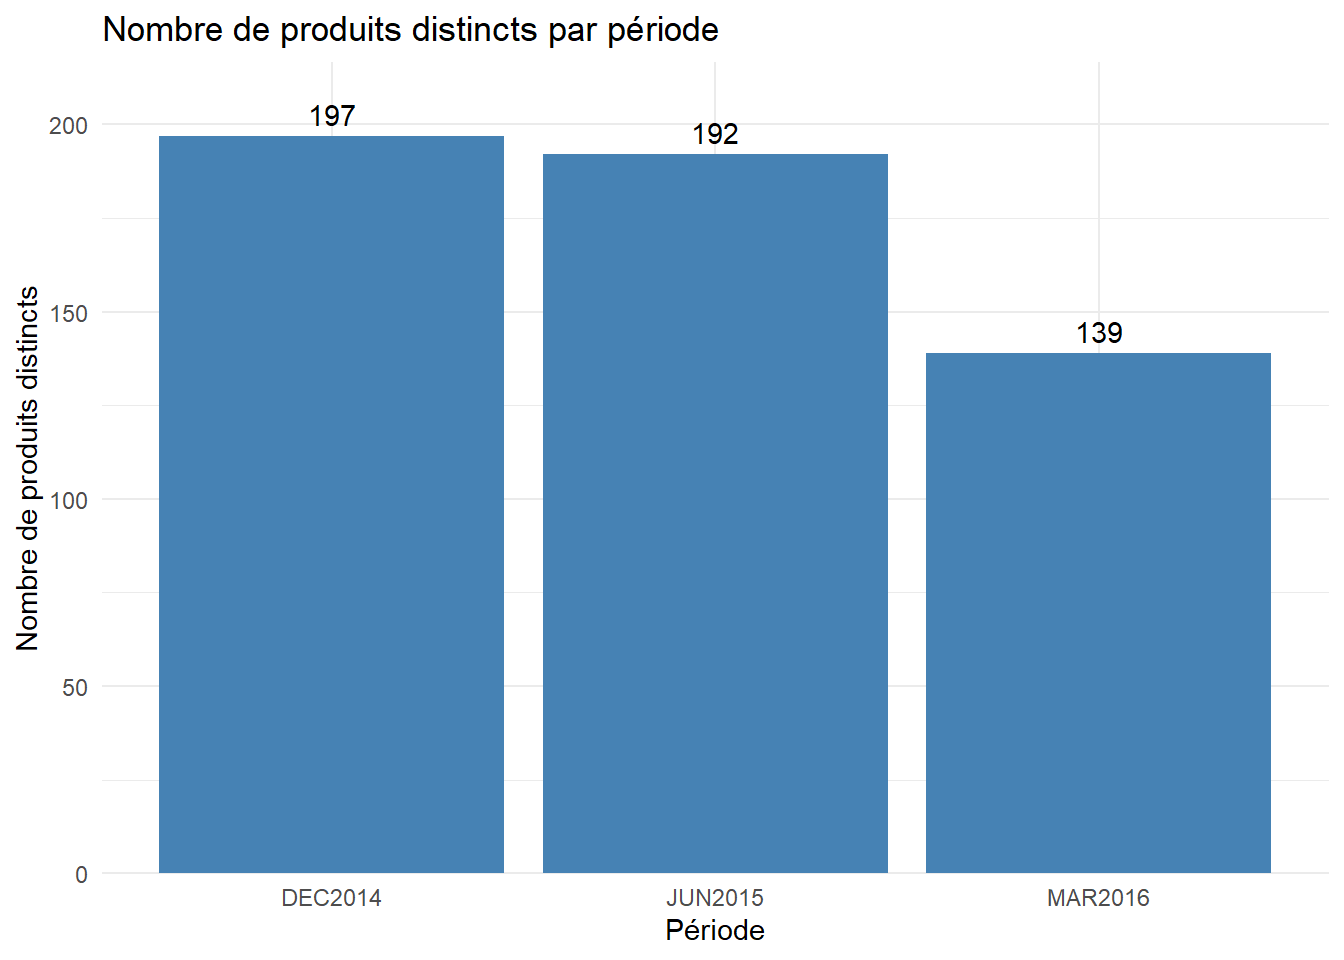 Nombre de produits distincts par période
Nombre de produits distincts
200
150
100
50
0
197
192
139
DEC2014
JUN2015
MAR2016
Période